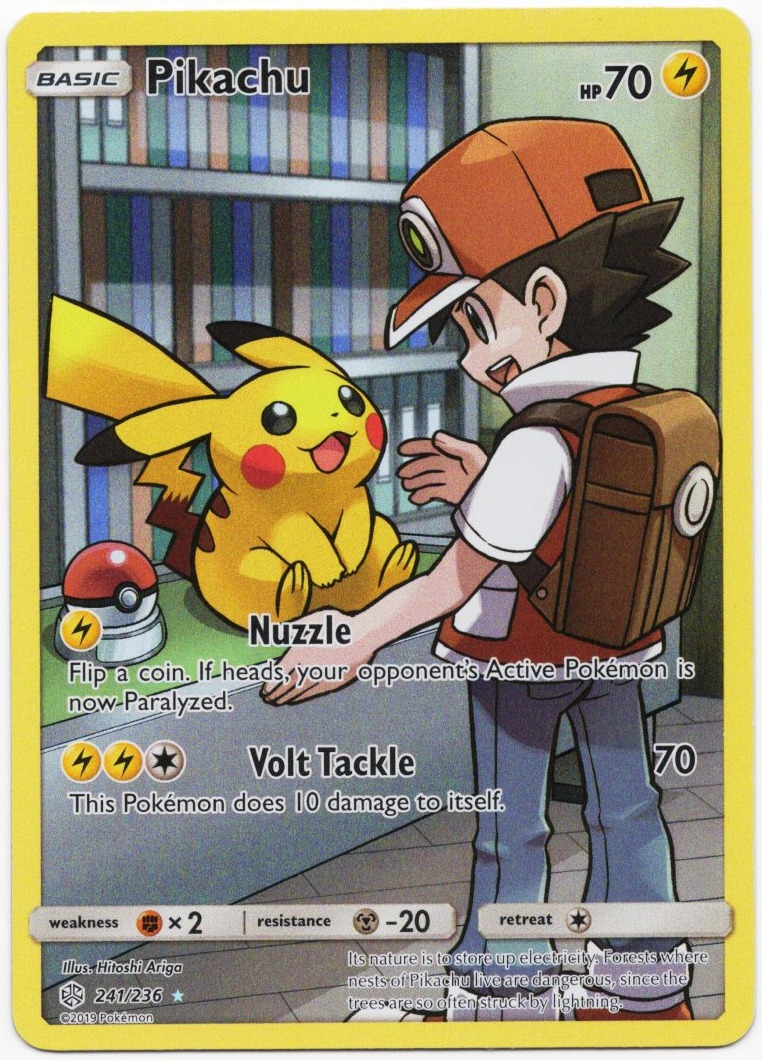 BASIC Pikachu HP70
Nuzzle
Flip a coin. If heads, your opponent's Active Pokémon is
now Paralyzed.
Volt Tackle 70
This Pokémon does 10 damage to itself.
weakness ×2 resistance -20 retreat
Illus. Hitoshi Ariga
241/236
©2019 Pokémon
Its nature is to store up electricity. Forests where
nests of Pikachu live are dangerous, since the
trees are so often struck by lightning.